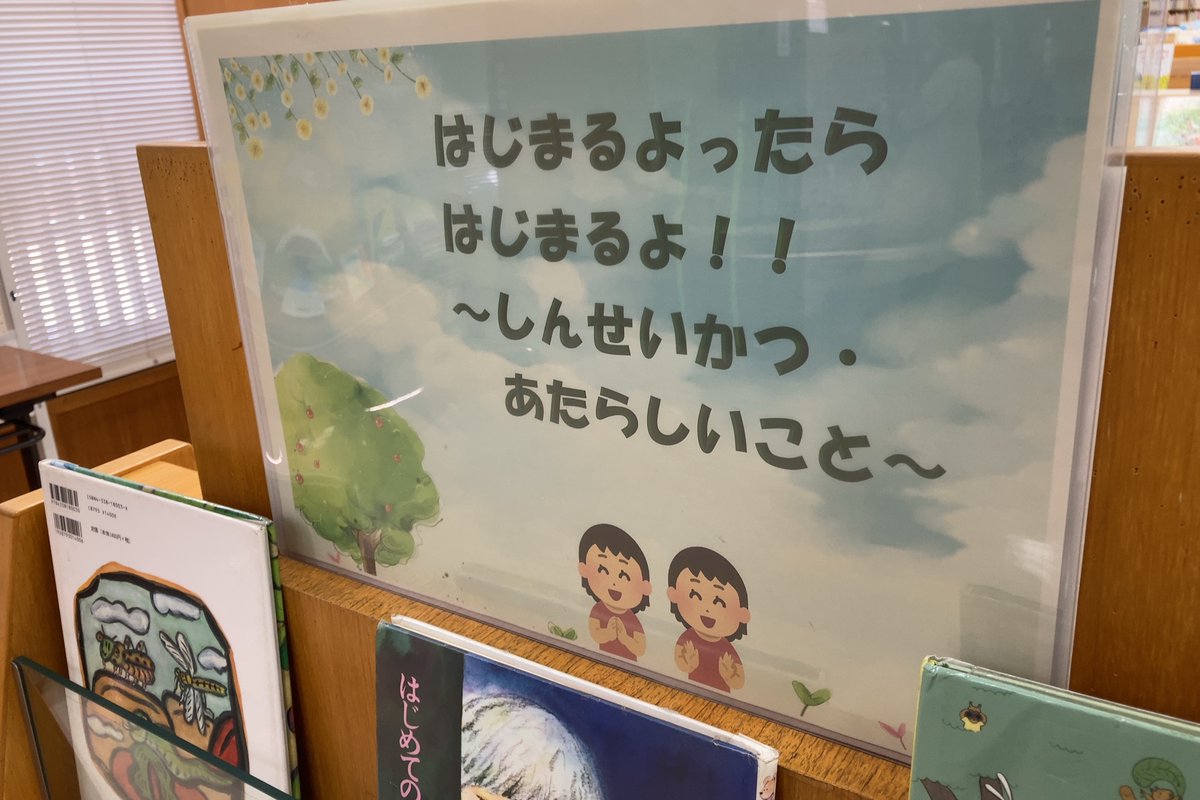 はじまるよったら
はじまるよ！！
～しんせいかつ・
あたらしいこと～
はじめての